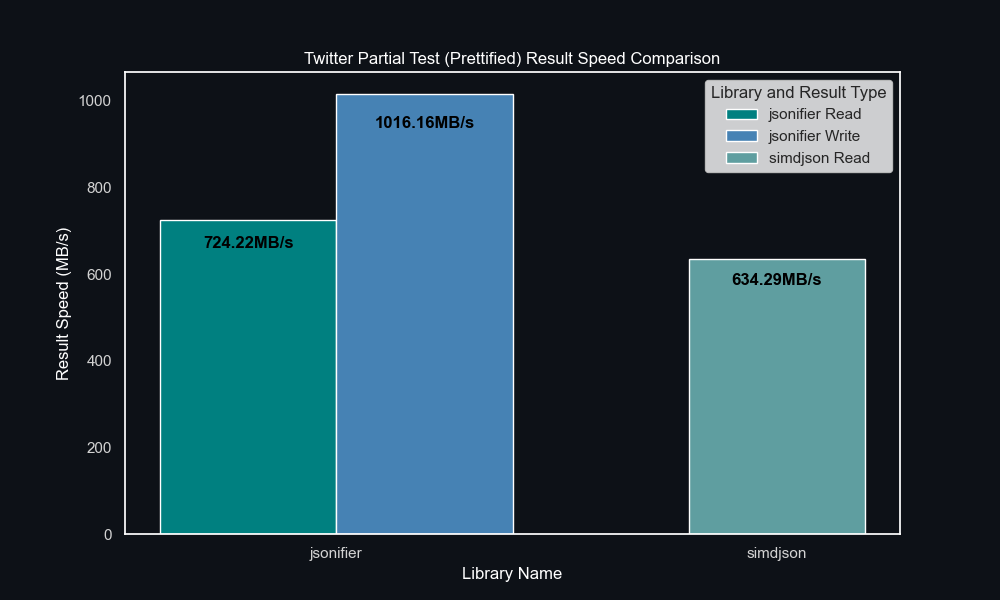 Twitter Partial Test (Prettified) Result Speed Comparison
Result Speed (MB/s)
1000
800
600
400
200
0
724.22MB/s
1016.16MB/s
634.29MB/s
Library and Result Type
jsonifier Read
jsonifier Write
simdjson Read
jsonifier
simdjson
Library Name